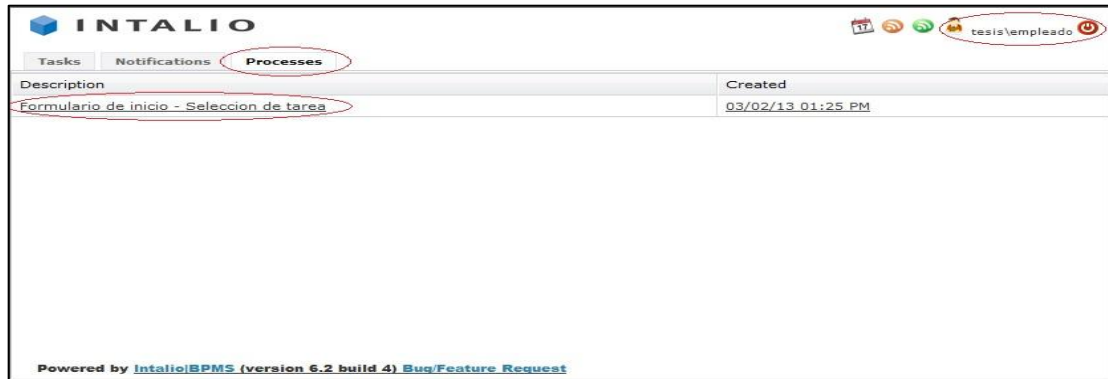 INTALIO
17
tesis\empleado
Tasks Notifications Processes
Description Created
Formulario de inicio - Seleccion de tarea 03/02/13 01:25 PM
Powered by Intalio|BPMS (version 6.2 build 4) Bug/Feature Request